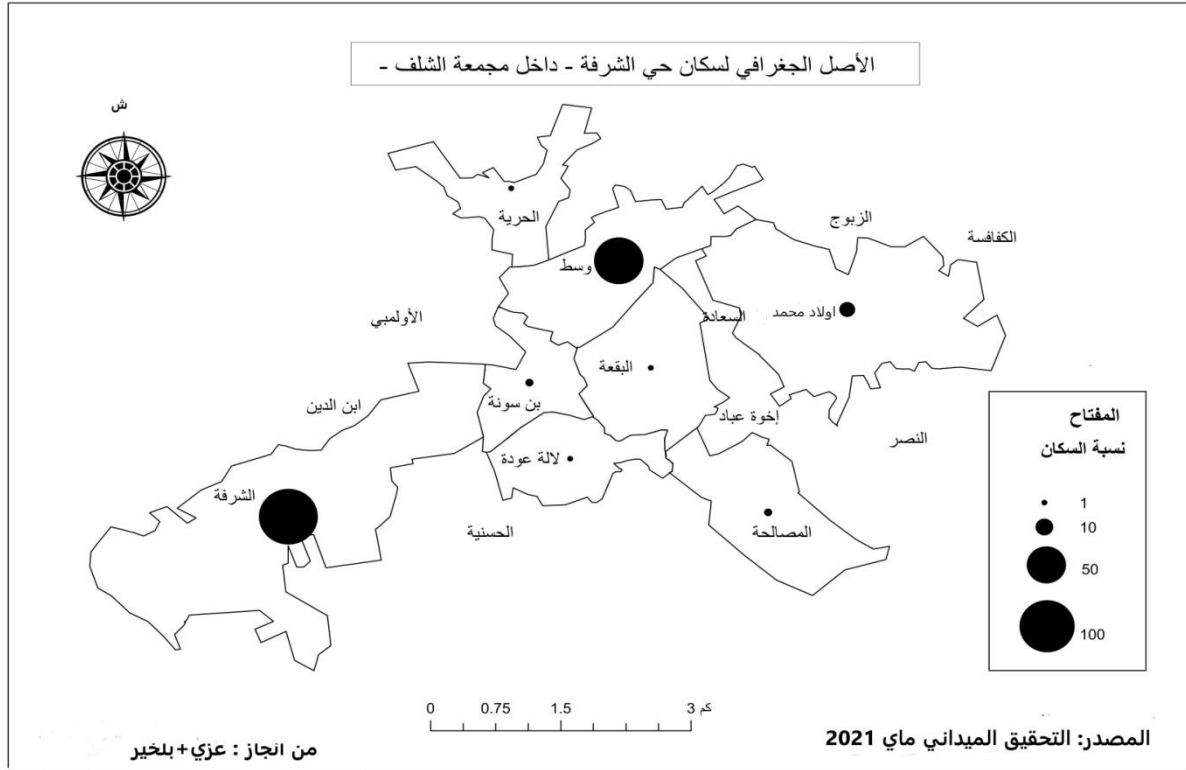 الأصل الجغرافي لسكان حي الشرفة - داخل مجمعة الشلف -
ش
الحرية
الزبوج
الكفافسة
وسط
اولاد محمد
السعادة
الأولمبي
البقعة
بن سونة
ابن الدين
إخوة عباد
النصر
لالة عودة
الشرفة
الحسنية
المصالحة
المفتاح
نسبة السكان
1
10
50
100
0 0.75 1.5 3 كم
المصدر: التحقيق الميداني ماي 2021
من انجاز : عزي+بلخير